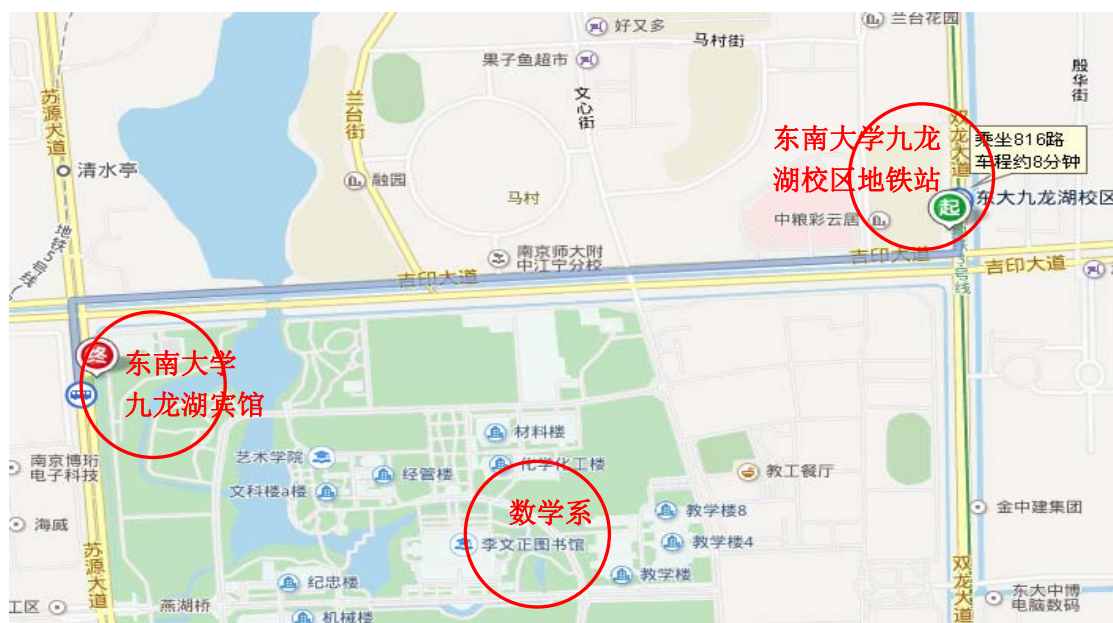 好又多
兰台花园
马村街
果子鱼超市
殷华街
苏源大道
兰台街
文心街
双龙大道
东南大学九龙
湖校区地铁站
乘坐816路
车程约8分钟
清水亭
融园
马村
起
东大九龙湖校区
中粮彩云居
地铁5号线
南京师大附
中江宁分校
吉印大道
吉印大道
吉印大道
地铁3号线
终
东南大学
九龙湖宾馆
材料楼
艺术学院
南京博珩
电子科技
经管楼
化学化工楼
教工餐厅
文科楼a楼
数学系
教学楼8
金中建集团
海威
李文正图书馆
教学楼4
苏源大道
纪忠楼
教学楼
双龙大道
工区
燕湖桥
机械楼
东大中博
电脑数码